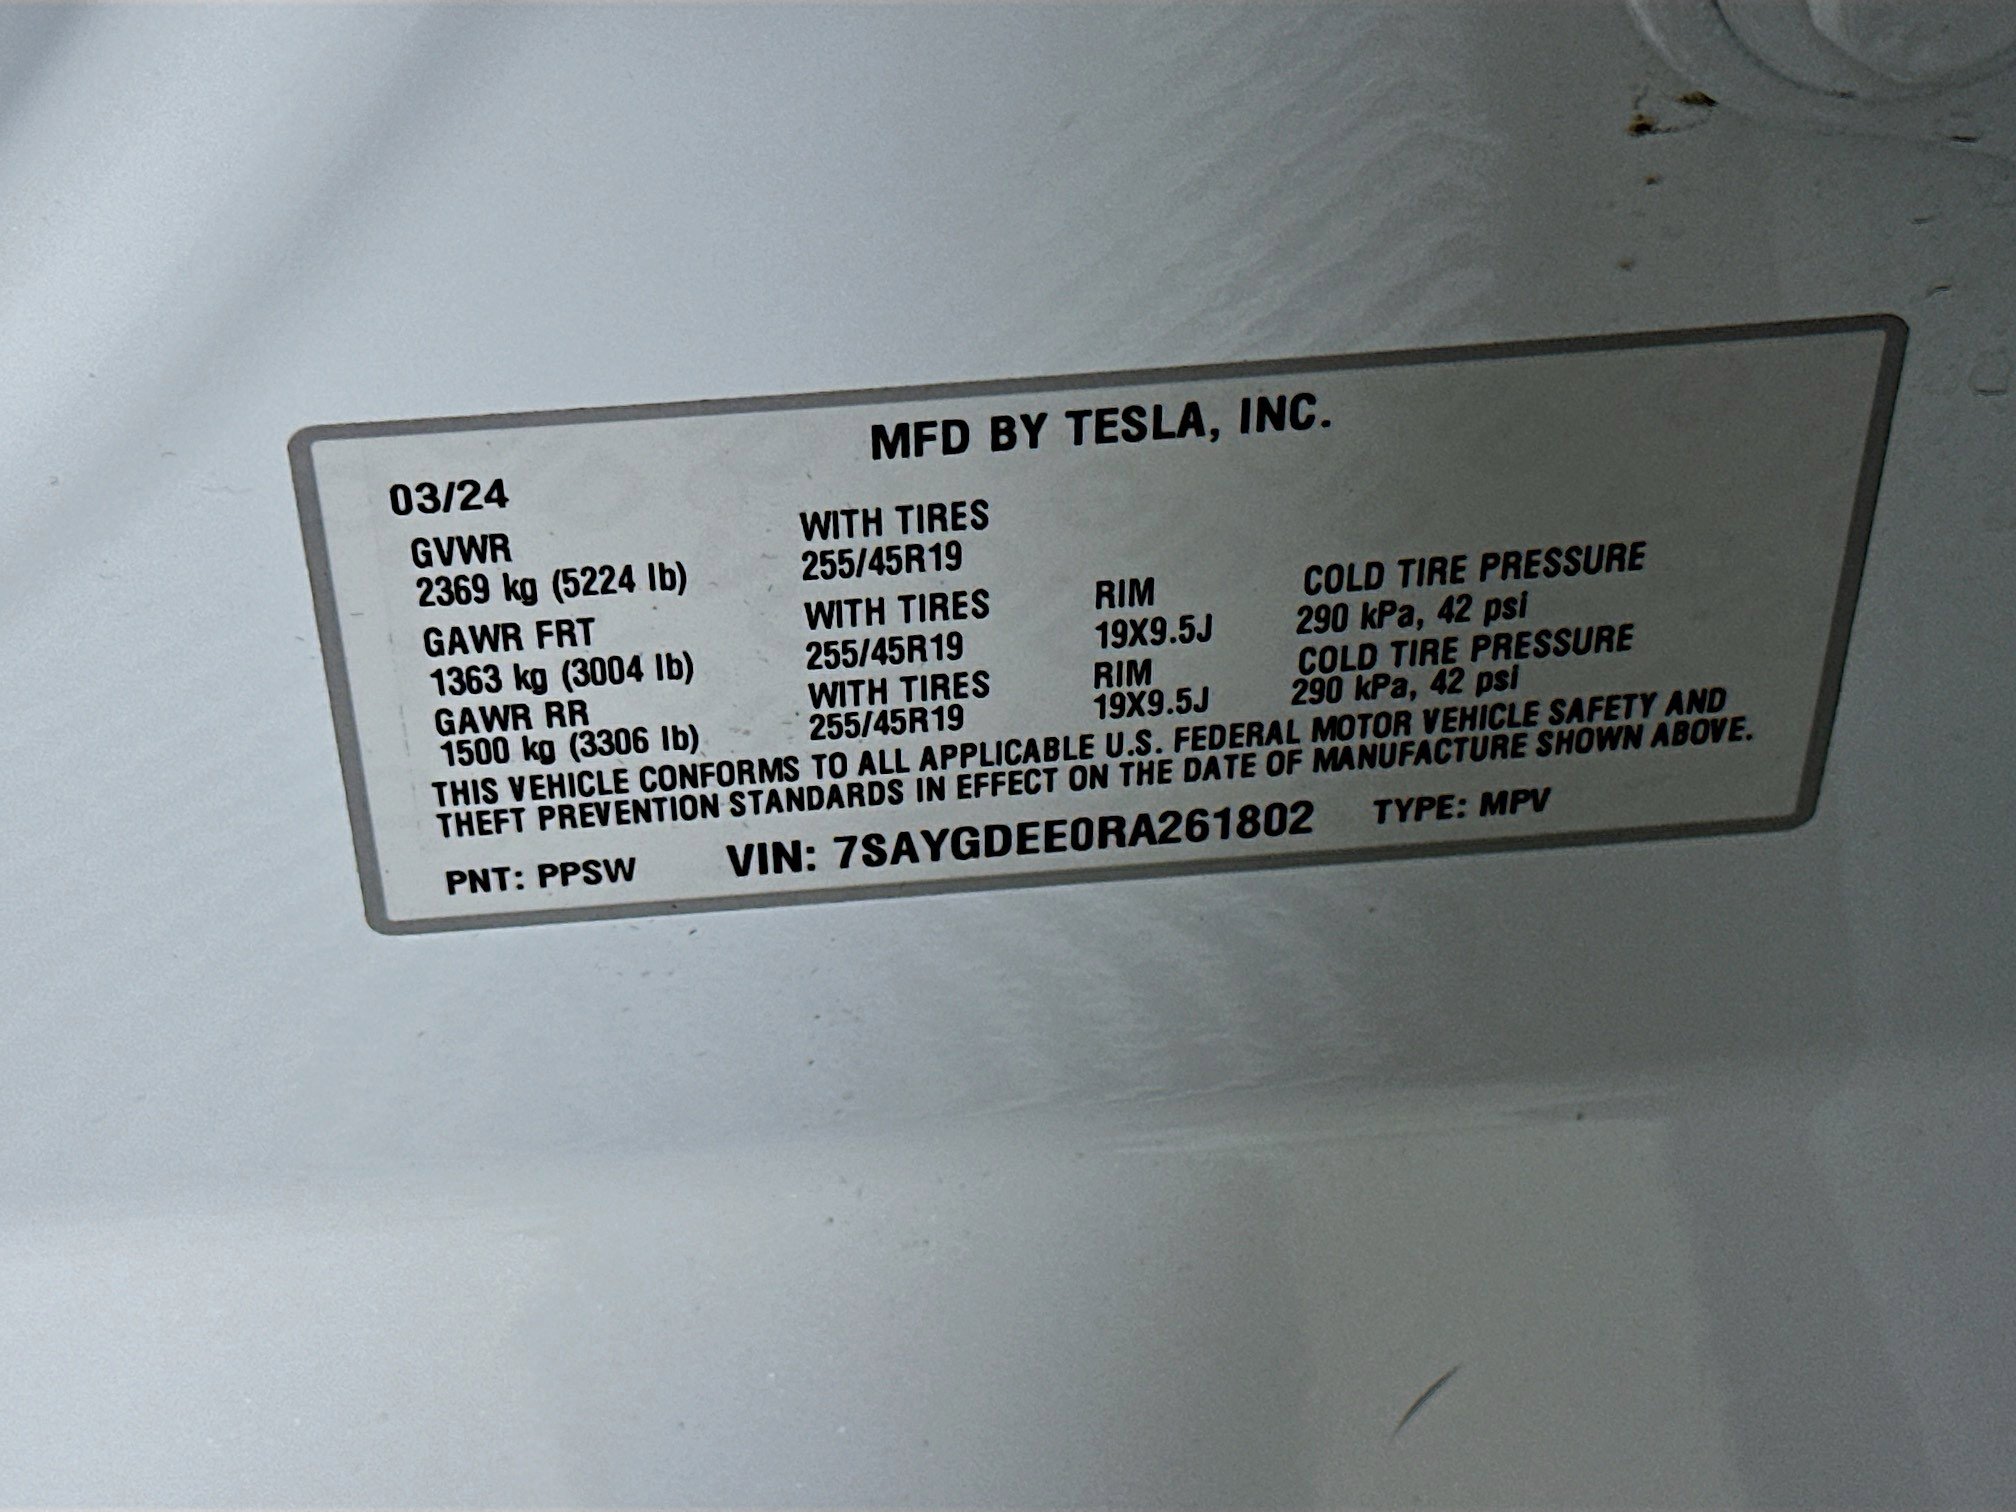 MFD BY TESLA, INC.
03/24
GVWR WITH TIRES
2369 kg (5224 lb) 255/45R19
GAWR FRT WITH TIRES RIM COLD TIRE PRESSURE
1363 kg (3004 lb) 255/45R19 19X9.5J 290 kPa, 42 psi
GAWR RR WITH TIRES RIM COLD TIRE PRESSURE
1500 kg (3306 lb) 255/45R19 19X9.5J 290 kPa, 42 psi
THIS VEHICLE CONFORMS TO ALL APPLICABLE U.S. FEDERAL MOTOR VEHICLE SAFETY AND
THEFT PREVENTION STANDARDS IN EFFECT ON THE DATE OF MANUFACTURE SHOWN ABOVE.
PNT: PPSW VIN: 7SAYGDEE0RA261802 TYPE: MPV